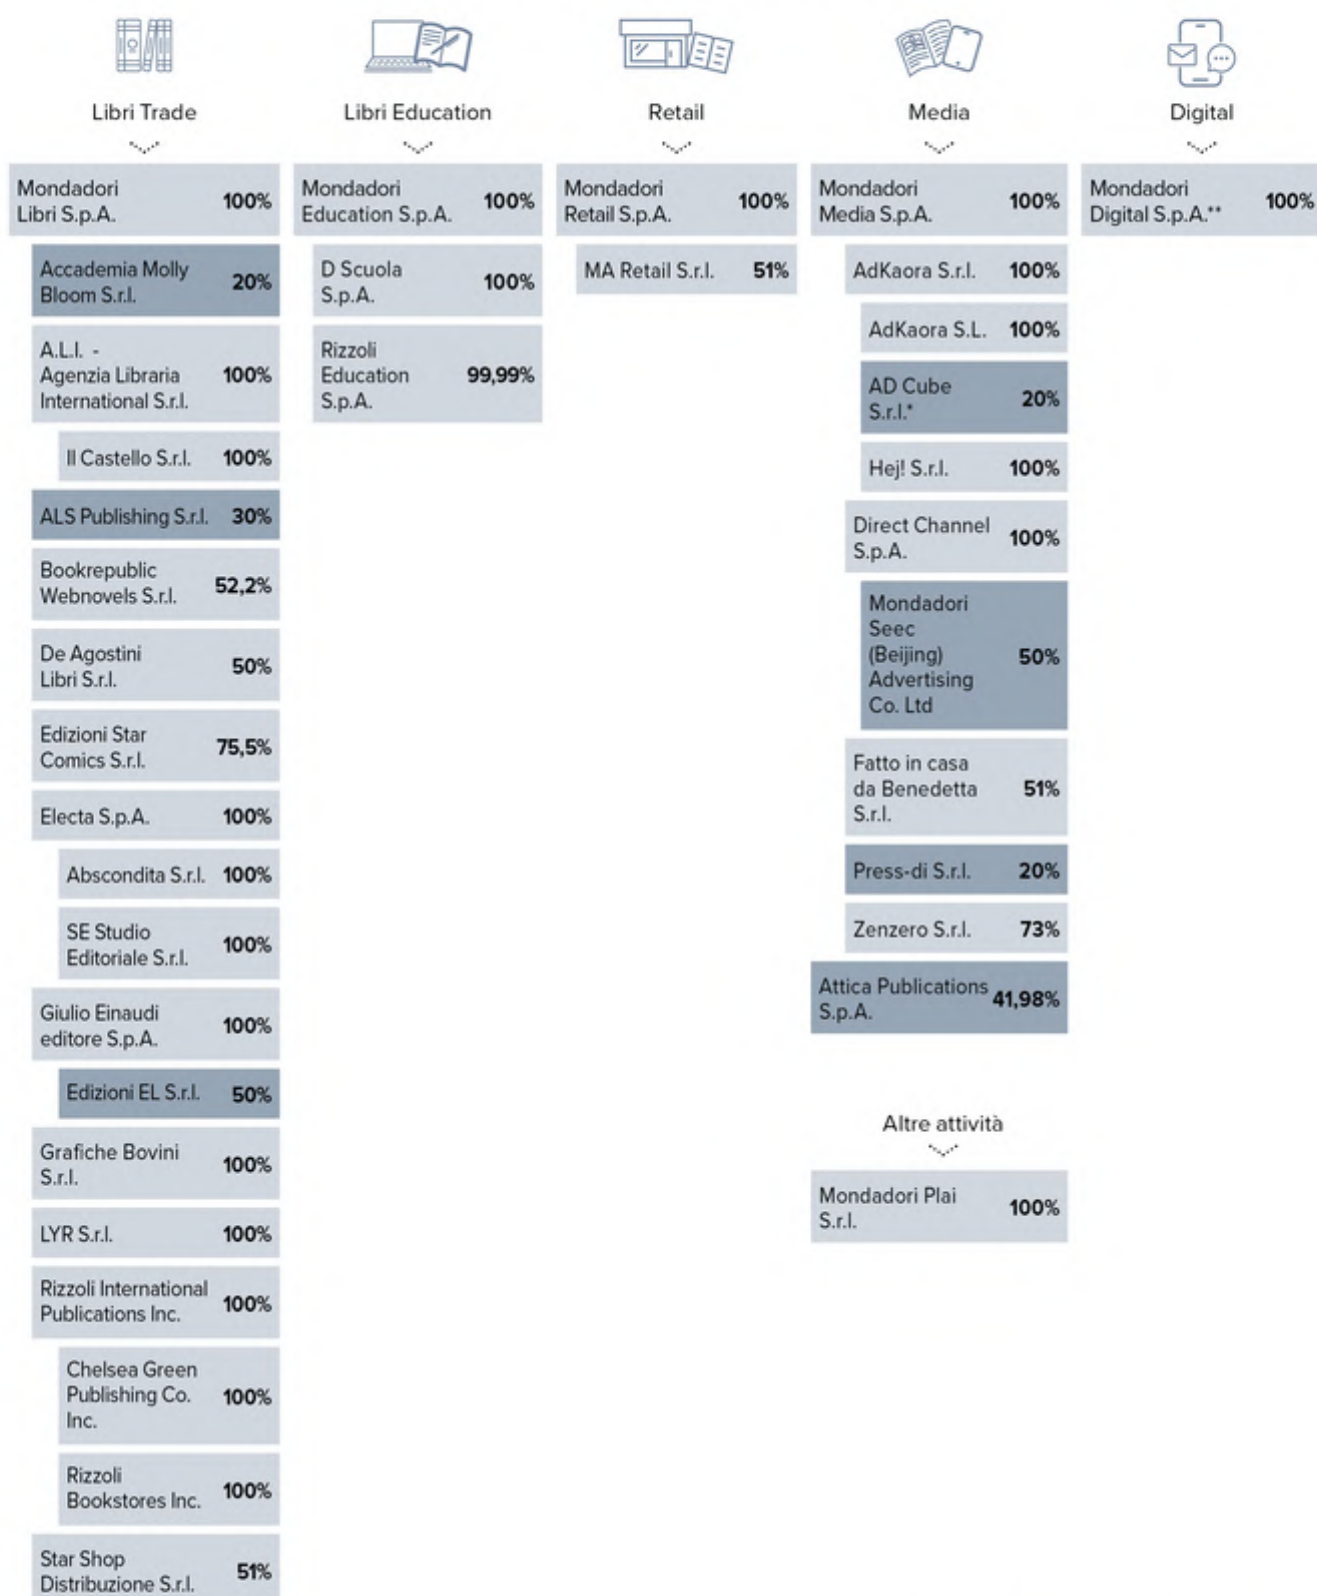 Libri Trade
Mondadori
Libri S.p.A. 100%
Accademia Molly
Bloom S.r.l. 20%
A.L.I. -
Agenzia Libraria
International S.r.l. 100%
Il Castello S.r.l. 100%
ALS Publishing S.r.l. 30%
Bookrepublic
Webnovels S.r.l. 52,2%
De Agostini
Libri S.r.l. 50%
Edizioni Star
Comics S.r.l. 75,5%
Electa S.p.A. 100%
Abscondita S.r.l. 100%
SE Studio
Editoriale S.r.l. 100%
Giulio Einaudi
editore S.p.A. 100%
Edizioni EL S.r.l. 50%
Grafiche Bovini
S.r.l. 100%
LYR S.r.l. 100%
Rizzoli International
Publications Inc. 100%
Chelsea Green
Publishing Co.
Inc. 100%
Rizzoli
Bookstores Inc. 100%
Star Shop
Distribuzione S.r.l. 51%
Libri Education
Mondadori
Education S.p.A. 100%
D Scuola
S.p.A. 100%
Rizzoli
Education
S.p.A. 99,99%
Retail
Mondadori
Retail S.p.A. 100%
MA Retail S.r.l. 51%
Media
Mondadori
Media S.p.A. 100%
AdKaora S.r.l. 100%
AdKaora S.L. 100%
AD Cube
S.r.l.* 20%
Hej! S.r.l. 100%
Direct Channel
S.p.A. 100%
Mondadori
Seec
(Beijing)
Advertising
Co. Ltd 50%
Fatto in casa
da Benedetta
S.r.l. 51%
Press-di S.r.l. 20%
Zenzero S.r.l. 73%
Attica Publications
S.p.A. 41,98%
Altre attività
Mondadori Plai
S.r.l. 100%
Digital
Mondadori
Digital S.p.A.** 100%